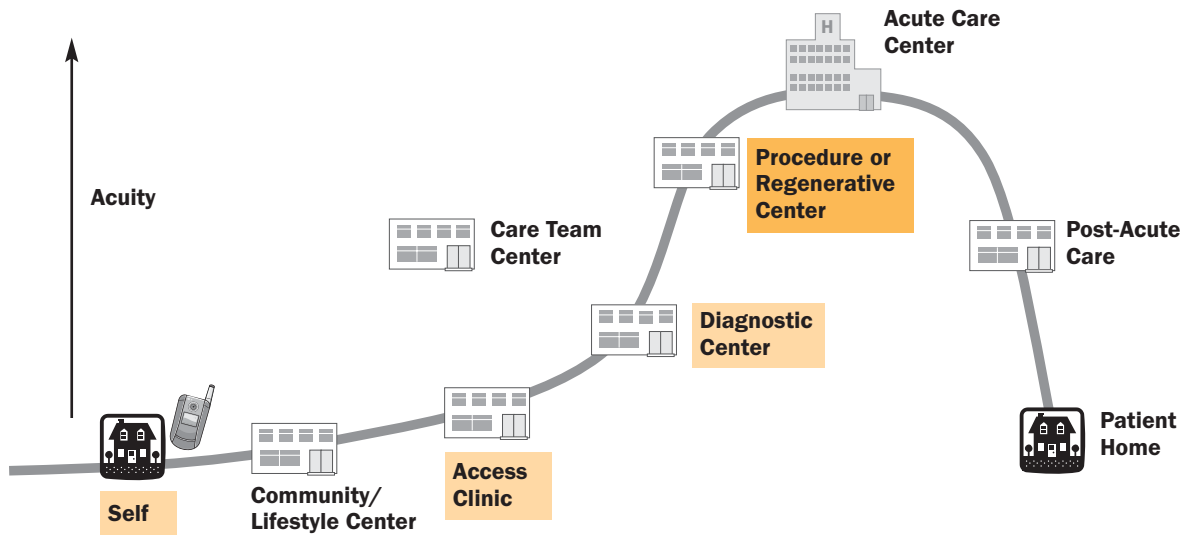 H
Acute Care
Center
Acuity
Procedure or
Regenerative
Center
Care Team
Center
Post-Acute
Care
Diagnostic
Center
Patient
Home
Access
Clinic
Community/
Lifestyle Center
Self